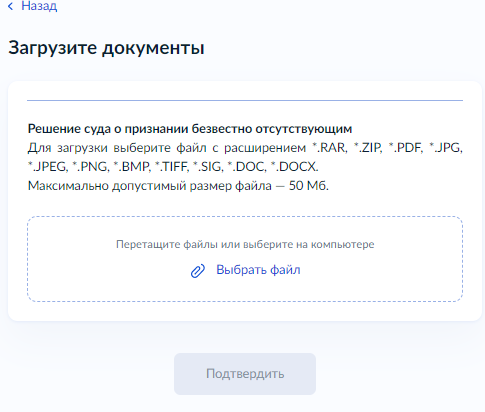 Назад
Загрузите документы
Решение суда о признании безвестно отсутствующим
Для загрузки выберите файл с расширением *.RAR, *.ZIP, *.PDF, *.JPG,
*.JPEG, *.PNG, *.BMP, *.TIFF, *.SIG, *.DOC, *.DOCX.
Максимально допустимый размер файла — 50 Мб.
Перетащите файлы или выберите на компьютере
Выбрать файл
Подтвердить